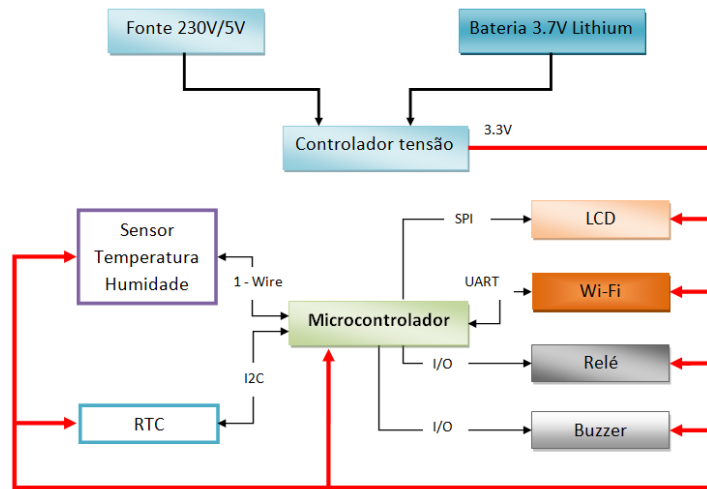 Fonte 230V/5V
Bateria 3.7V Lithium
Controlador tensão
3.3V
Sensor
Temperatura
Humidade
1 - Wire
SPI
LCD
UART
Wi-Fi
Microcontrolador
I/O
Relé
I2C
RTC
I/O
Buzzer